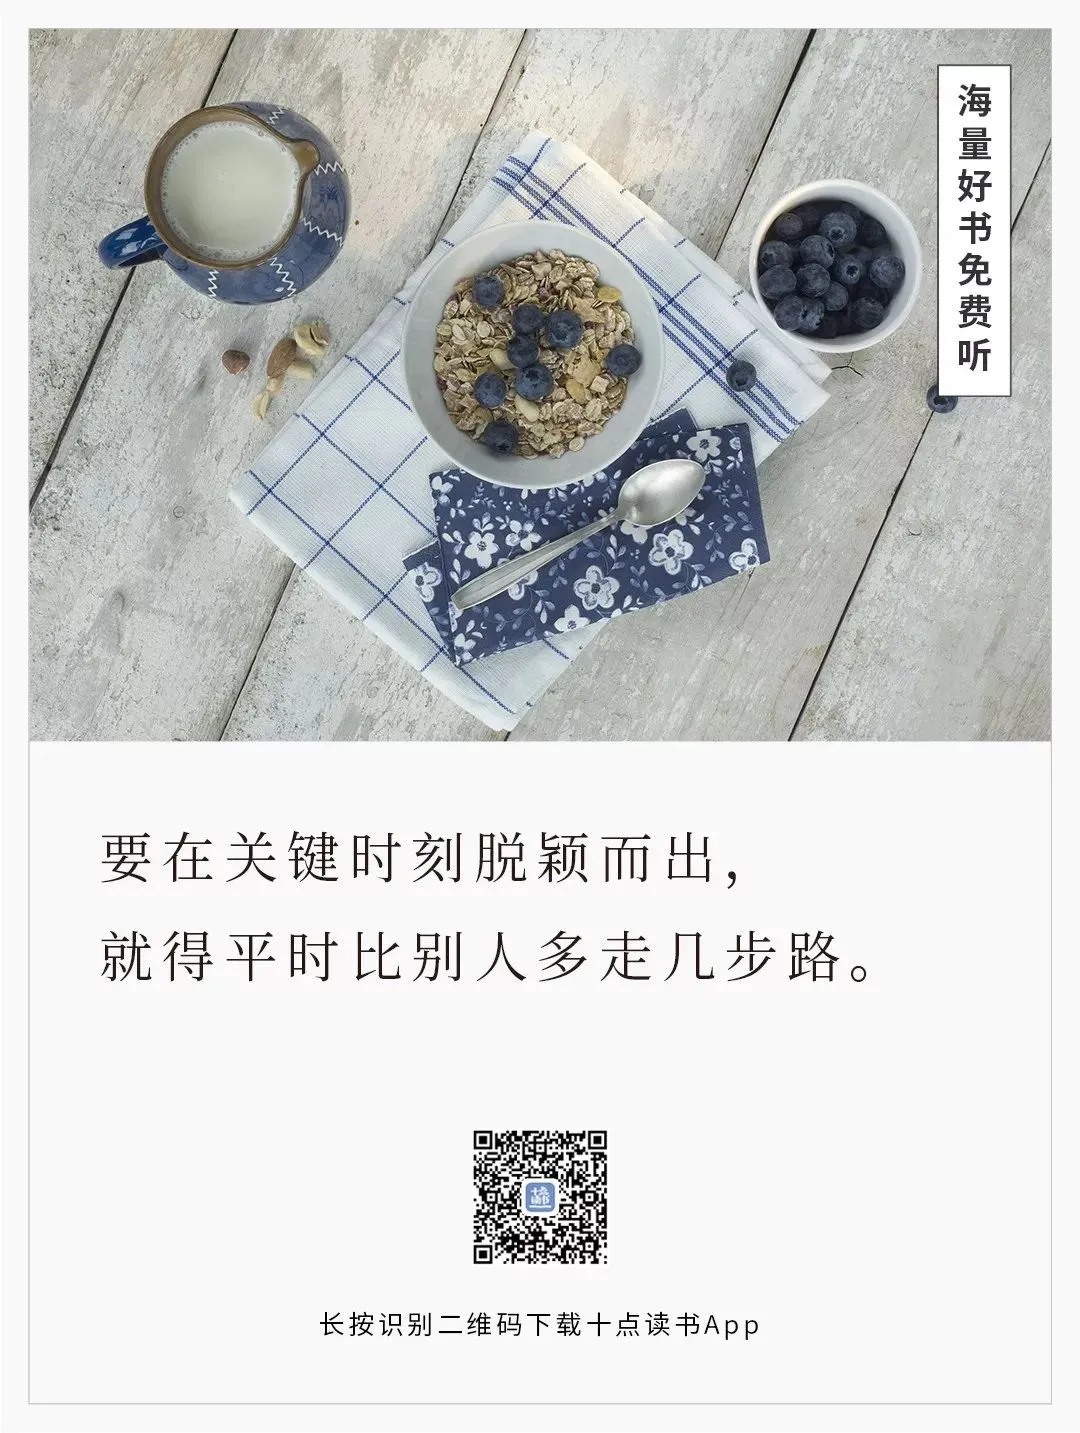 海量好书免费听
要在关键时刻脱颖而出，
就得平时比别人多走几步路。
长按识别二维码下载十点读书App